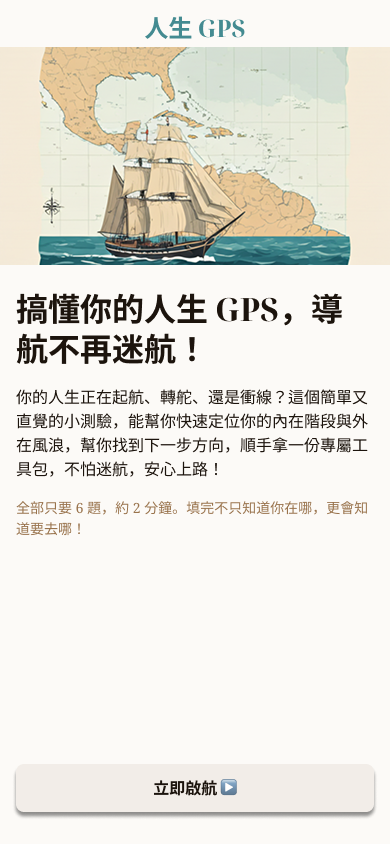 人生 GPS
搞懂你的人生 GPS，導
航不再迷航！
你的人生正在起航、轉舵、還是衝線？這個簡單又
直覺的小測驗，能幫你快速定位你的內在階段與外
在風浪，幫你找到下一步方向，順手拿一份專屬工
具包，不怕迷航，安心上路！
全部只要 6 題，約 2 分鐘。填完不只知道你在哪，更會知
道要去哪！
立即啟航 ▶️